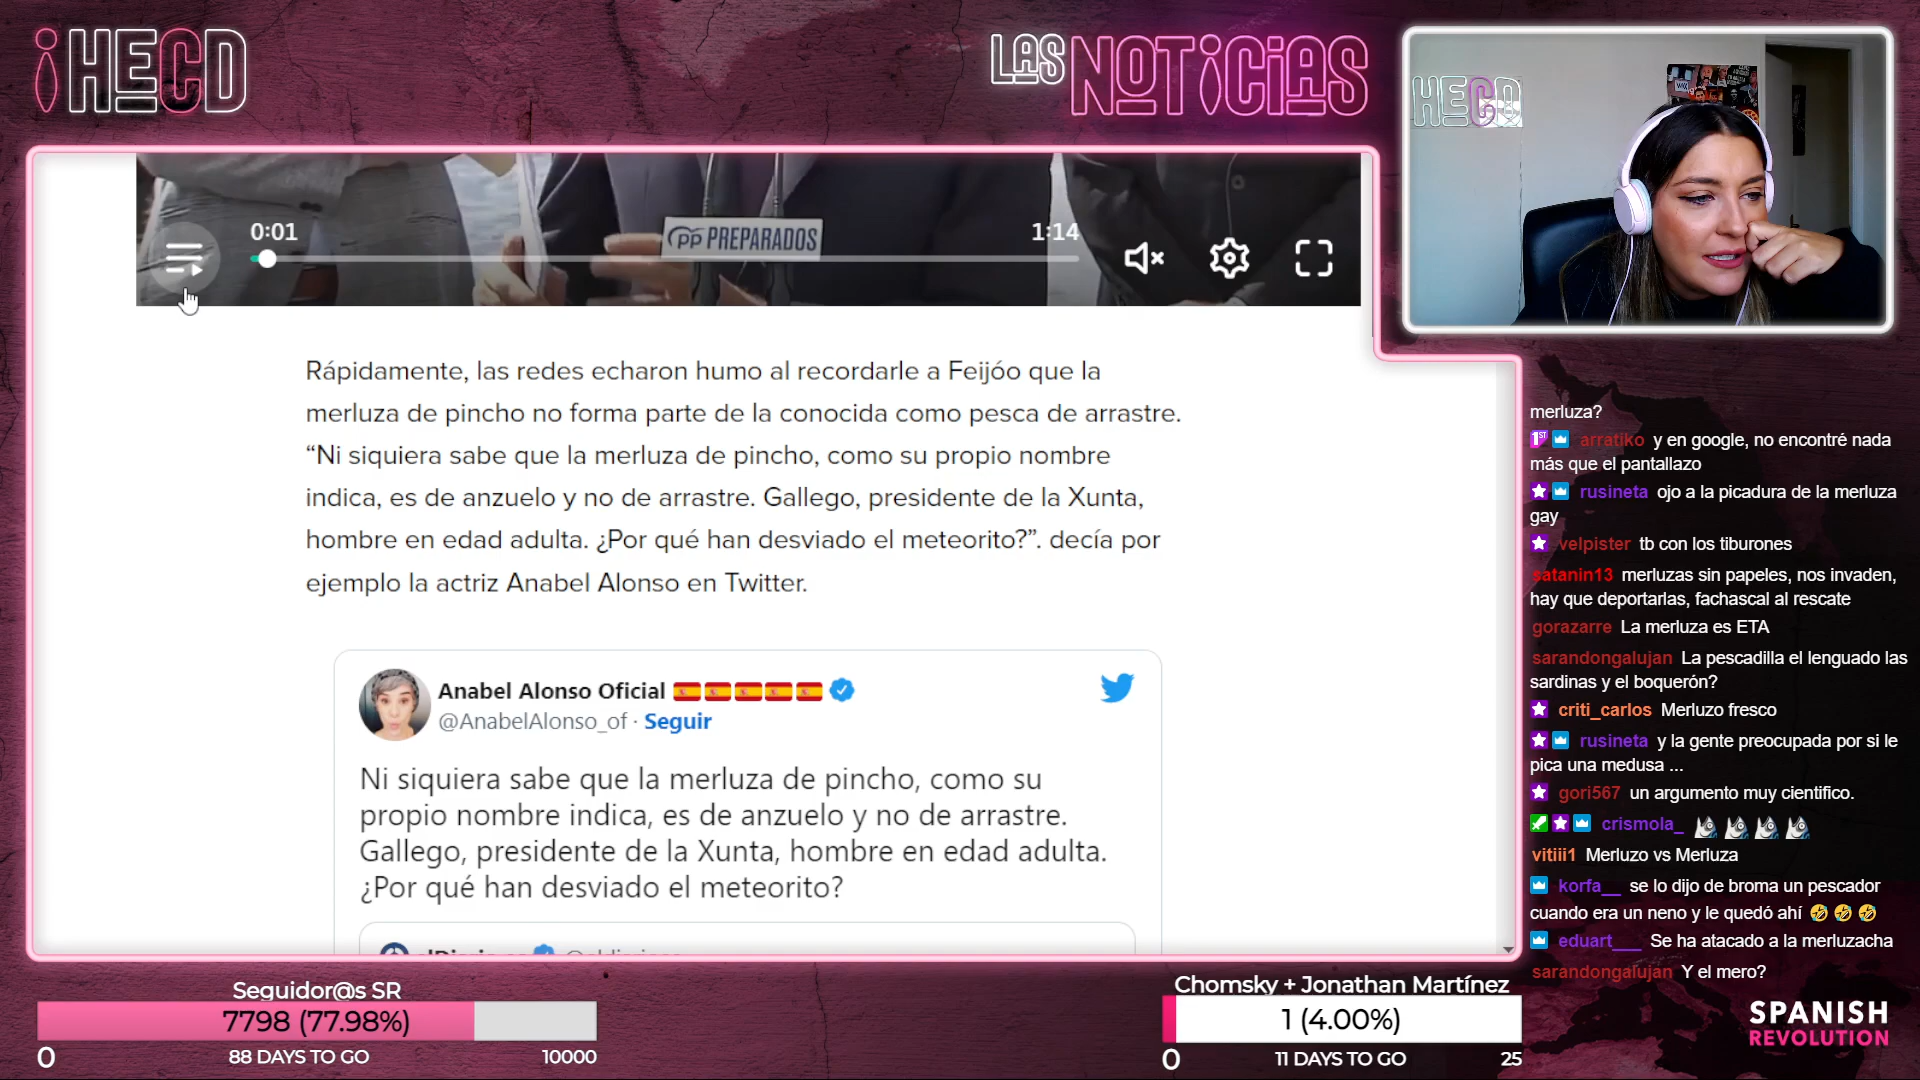 ¡HECD
LAS NOTiCiAS
HECD
0:01
1:14
PP PREPARADOS
Rápidamente, las redes echaron humo al recordarle a Feijóo que la
merluza de pincho no forma parte de la conocida como pesca de arrastre.
“Ni siquiera sabe que la merluza de pincho, como su propio nombre
indica, es de anzuelo y no de arrastre. Gallego, presidente de la Xunta,
hombre en edad adulta. ¿Por qué han desviado el meteorito?”. decía por
ejemplo la actriz Anabel Alonso en Twitter.
Anabel Alonso Oficial
@AnabelAlonso_of · Seguir
Ni siquiera sabe que la merluza de pincho, como su
propio nombre indica, es de anzuelo y no de arrastre.
Gallego, presidente de la Xunta, hombre en edad adulta.
¿Por qué han desviado el meteorito?
merluza?
1ST arratiko y en google, no encontré nada
más que el pantallazo
rusineta ojo a la picadura de la merluza
gay
velpister tb con los tiburones
satanin13 merluzas sin papeles, nos invaden,
hay que deportarlas, fachascal al rescate
gorazarre La merluza es ETA
sarandongalujan La pescadilla el lenguado las
sardinas y el boquerón?
criti_carlos Merluzo fresco
rusineta y la gente preocupada por si le
pica una medusa ...
gori567 un argumento muy cientifico.
crismola_
vitiii1 Merluzo vs Merluza
korfa__ se lo dijo de broma un pescador
cuando era un neno y le quedó ahí 🤣 🤣 🤣
eduart___ Se ha atacado a la merluzacha
sarandongalujan Y el mero?
Seguidor@s SR
7798 (77.98%)
0
88 DAYS TO GO
10000
Chomsky + Jonathan Martínez
1 (4.00%)
0
11 DAYS TO GO
25
SPANISH
REVOLUTION